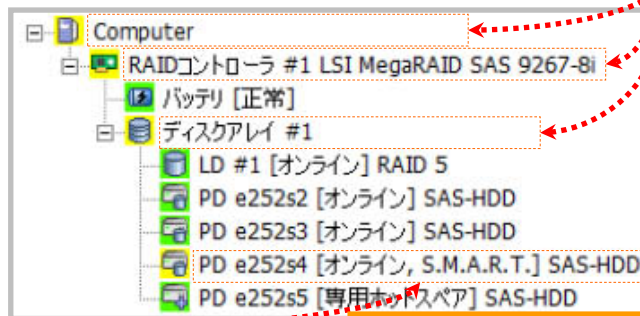 Computer
RAIDコントローラ #1 LSI MegaRAID SAS 9267-8i
バッテリ [正常]
ディスクアレイ #1
LD #1 [オンライン] RAID 5
PD e252s2 [オンライン] SAS-HDD
PD e252s3 [オンライン] SAS-HDD
PD e252s4 [オンライン, S.M.A.R.T.] SAS-HDD
PD e252s5 [専用ホットスペア] SAS-HDD